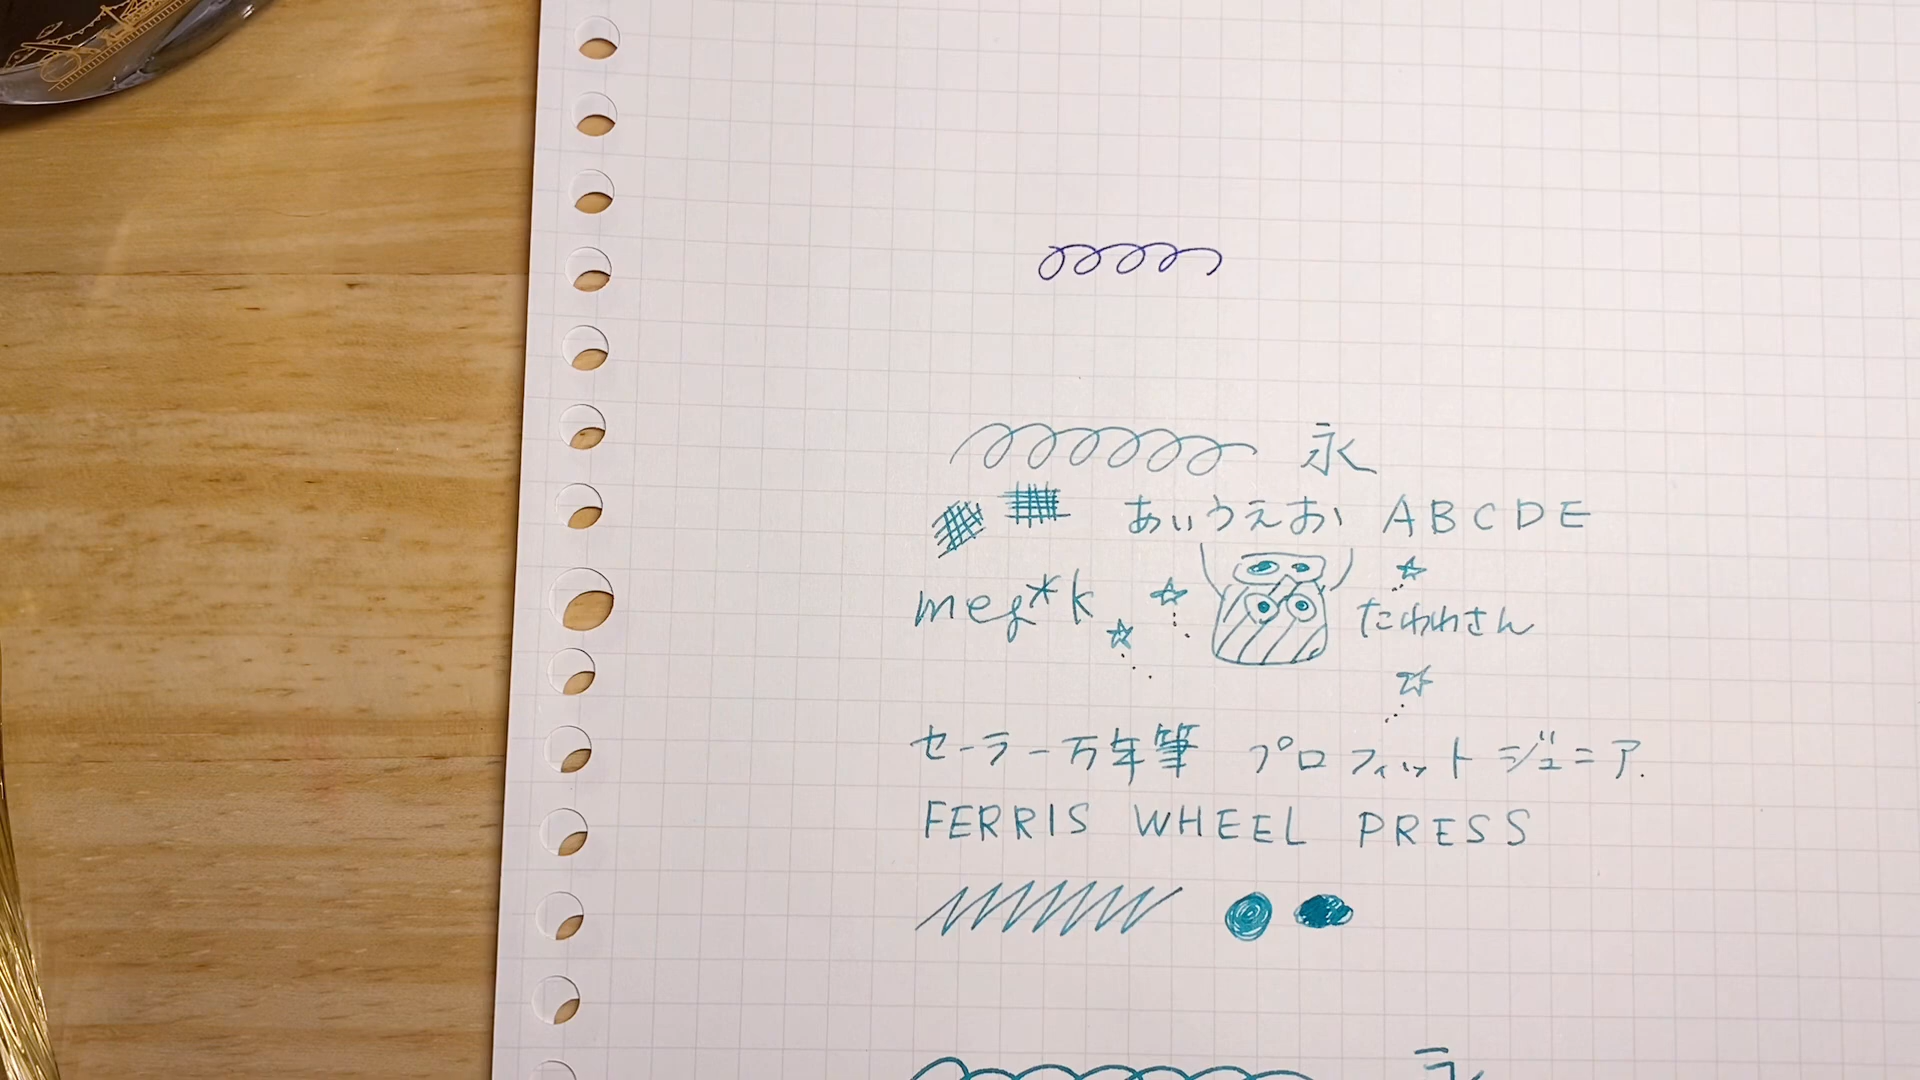 永
あいうえお ABCDE
meg*k
たわわさん
セーラー万年筆 プロフィットジュニア.
FERRIS WHEEL PRESS